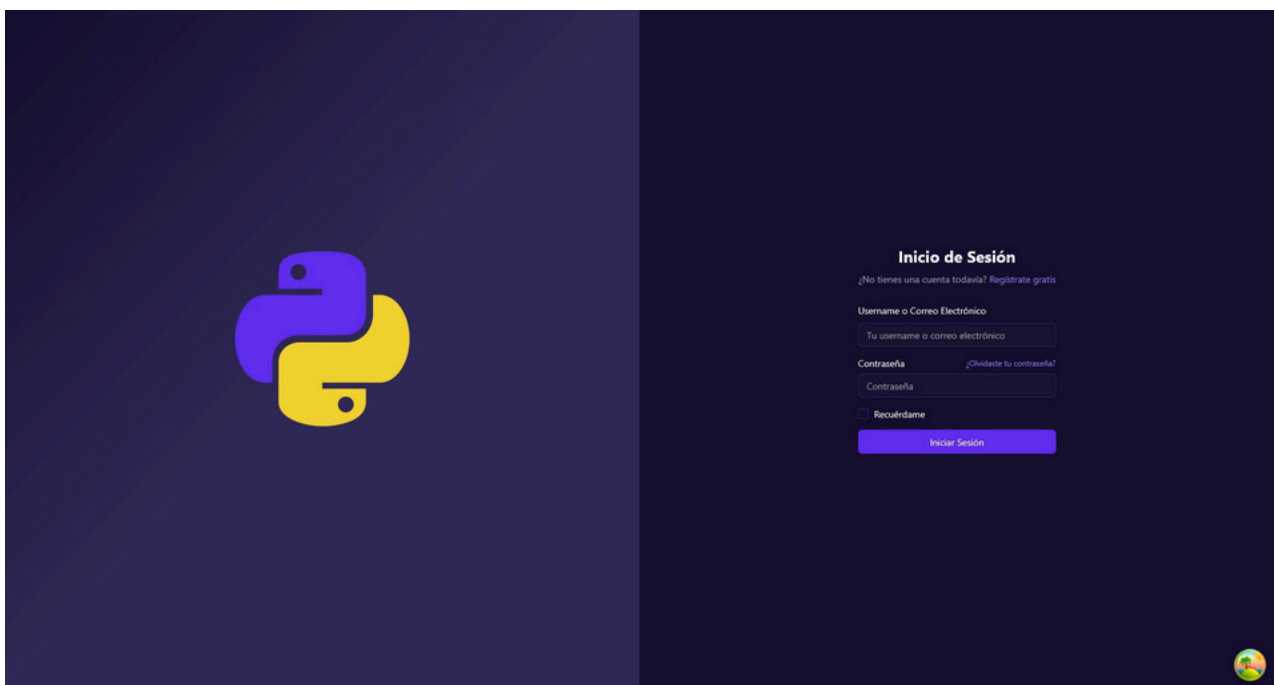 Inicio de Sesión
¿No tienes una cuenta todavía? Regístrate gratis
Username o Correo Electrónico
Tu username o correo electrónico
Contraseña ¿Olvidaste tu contraseña?
Contraseña
Recuérdame
Iniciar Sesión